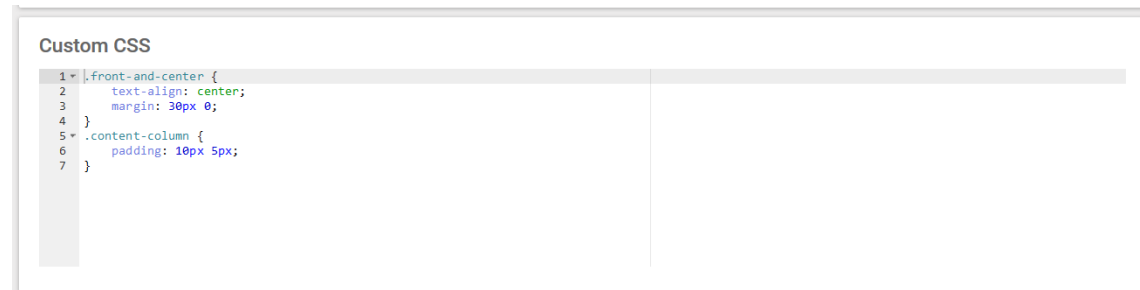 Custom CSS
1 .front-and-center {
2     text-align: center;
3     margin: 30px 0;
4 }
5 .content-column {
6     padding: 10px 5px;
7 }